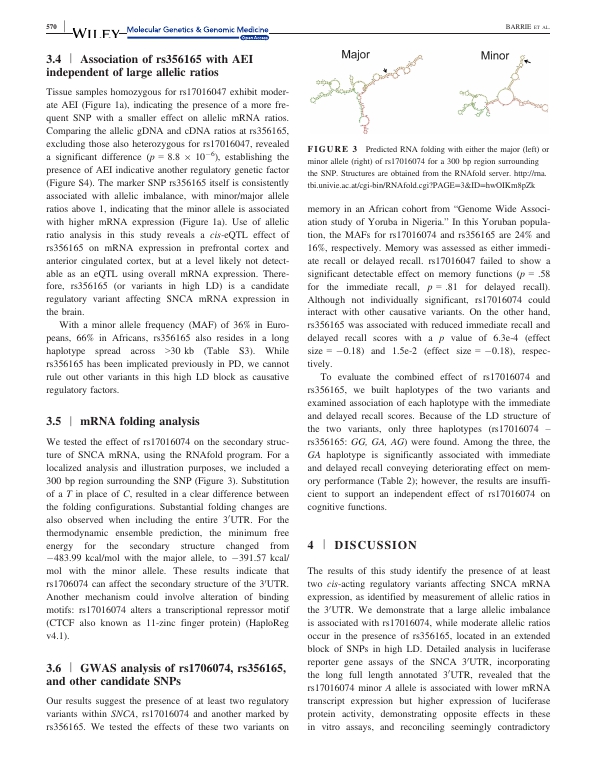 570
WILEY
Molecular Genetics & Genomic Medicine
Open Access
BARRIE ET AL.
3.4 | Association of rs356165 with AEI
independent of large allelic ratios
Tissue samples homozygous for rs17016047 exhibit moder-
ate AEI (Figure 1a), indicating the presence of a more fre-
quent SNP with a smaller effect on allelic mRNA ratios.
Comparing the allelic gDNA and cDNA ratios at rs356165,
excluding those also heterozygous for rs17016047, revealed
a significant difference (p = 8.8 × 10−6), establishing the
presence of AEI indicative another regulatory genetic factor
(Figure S4). The marker SNP rs356165 itself is consistently
associated with allelic imbalance, with minor/major allele
ratios above 1, indicating that the minor allele is associated
with higher mRNA expression (Figure 1a). Use of allelic
ratio analysis in this study reveals a cis-eQTL effect of
rs356165 on mRNA expression in prefrontal cortex and
anterior cingulated cortex, but at a level likely not detect-
able as an eQTL using overall mRNA expression. There-
fore, rs356165 (or variants in high LD) is a candidate
regulatory variant affecting SNCA mRNA expression in
the brain.
With a minor allele frequency (MAF) of 36% in Euro-
peans, 66% in Africans, rs356165 also resides in a long
haplotype spread across >30 kb (Table S3). While
rs356165 has been implicated previously in PD, we cannot
rule out other variants in this high LD block as causative
regulatory factors.
3.5 | mRNA folding analysis
We tested the effect of rs17016074 on the secondary struc-
ture of SNCA mRNA, using the RNAfold program. For a
localized analysis and illustration purposes, we included a
300 bp region surrounding the SNP (Figure 3). Substitution
of a T in place of C, resulted in a clear difference between
the folding configurations. Substantial folding changes are
also observed when including the entire 3′UTR. For the
thermodynamic ensemble prediction, the minimum free
energy for the secondary structure changed from
−483.99 kcal/mol with the major allele, to −391.57 kcal/
mol with the minor allele. These results indicate that
rs1706074 can affect the secondary structure of the 3′UTR.
Another mechanism could involve alteration of binding
motifs: rs17016074 alters a transcriptional repressor motif
(CTCF also known as 11-zinc finger protein) (HaploReg
v4.1).
3.6 | GWAS analysis of rs1706074, rs356165,
and other candidate SNPs
Our results suggest the presence of at least two regulatory
variants within SNCA, rs17016074 and another marked by
rs356165. We tested the effects of these two variants on
Major
Minor
FIGURE 3 Predicted RNA folding with either the major (left) or
minor allele (right) of rs17016074 for a 300 bp region surrounding
the SNP. Structures are obtained from the RNAfold server. http://rna.
tbi.univie.ac.at/cgi-bin/RNAfold.cgi?PAGE=3&ID=hwOIKm8pZk
memory in an African cohort from “Genome Wide Associ-
ation study of Yoruba in Nigeria.” In this Yoruban popula-
tion, the MAFs for rs17016074 and rs356165 are 24% and
16%, respectively. Memory was assessed as either immedi-
ate recall or delayed recall. rs17016047 failed to show a
significant detectable effect on memory functions (p = .58
for the immediate recall, p = .81 for delayed recall).
Although not individually significant, rs17016074 could
interact with other causative variants. On the other hand,
rs356165 was associated with reduced immediate recall and
delayed recall scores with a p value of 6.3e-4 (effect
size = −0.18) and 1.5e-2 (effect size = −0.18), respec-
tively.
To evaluate the combined effect of rs17016074 and
rs356165, we built haplotypes of the two variants and
examined association of each haplotype with the immediate
and delayed recall scores. Because of the LD structure of
the two variants, only three haplotypes (rs17016074 –
rs356165: GG, GA, AG) were found. Among the three, the
GA haplotype is significantly associated with immediate
and delayed recall conveying deteriorating effect on mem-
ory performance (Table 2); however, the results are insuffi-
cient to support an independent effect of rs17016074 on
cognitive functions.
4 | DISCUSSION
The results of this study identify the presence of at least
two cis-acting regulatory variants affecting SNCA mRNA
expression, as identified by measurement of allelic ratios in
the 3′UTR. We demonstrate that a large allelic imbalance
is associated with rs17016074, while moderate allelic ratios
occur in the presence of rs356165, located in an extended
block of SNPs in high LD. Detailed analysis in luciferase
reporter gene assays of the SNCA 3′UTR, incorporating
the long full length annotated 3′UTR, revealed that the
rs17016074 minor A allele is associated with lower mRNA
transcript expression but higher expression of luciferase
protein activity, demonstrating opposite effects in these
in vitro assays, and reconciling seemingly contradictory